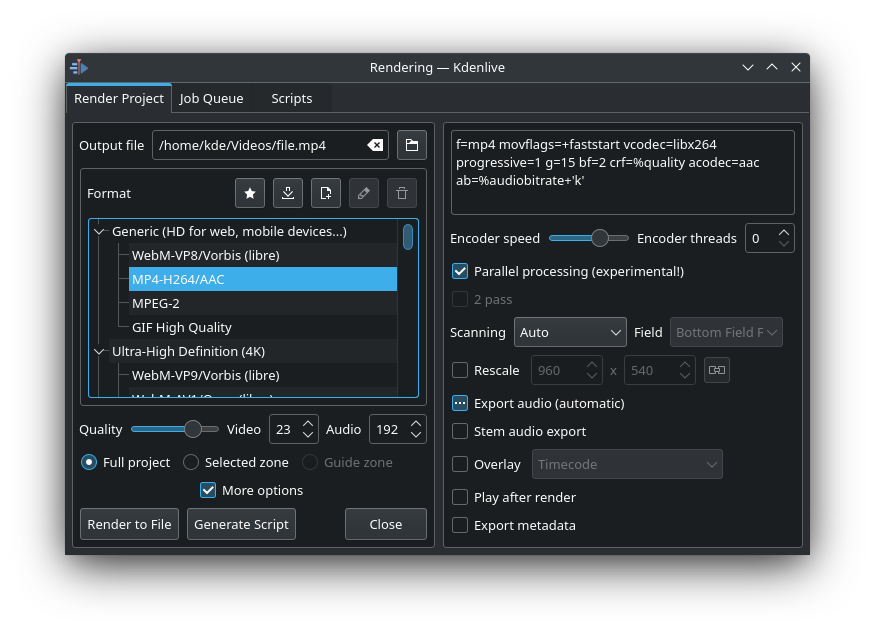 Rendering — Kdenlive
Render Project
Job Queue
Scripts
Output file
/home/kde/Videos/file.mp4
Format
Generic (HD for web, mobile devices...)
WebM-VP8/Vorbis (libre)
MP4-H264/AAC
MPEG-2
GIF High Quality
Ultra-High Definition (4K)
WebM-VP9/Vorbis (libre)
Quality
Video
23
Audio
192
Full project
Selected zone
Guide zone
More options
Render to File
Generate Script
Close
f=mp4 movflags=+faststart vcodec=libx264
progressive=1 g=15 bf=2 crf=%quality acodec=aac
ab=%audiobitrate+'k'
Encoder speed
Encoder threads
0
Parallel processing (experimental!)
2 pass
Scanning
Auto
Field
Bottom Field F
Rescale
960
x
540
Export audio (automatic)
Stem audio export
Overlay
Timecode
Play after render
Export metadata